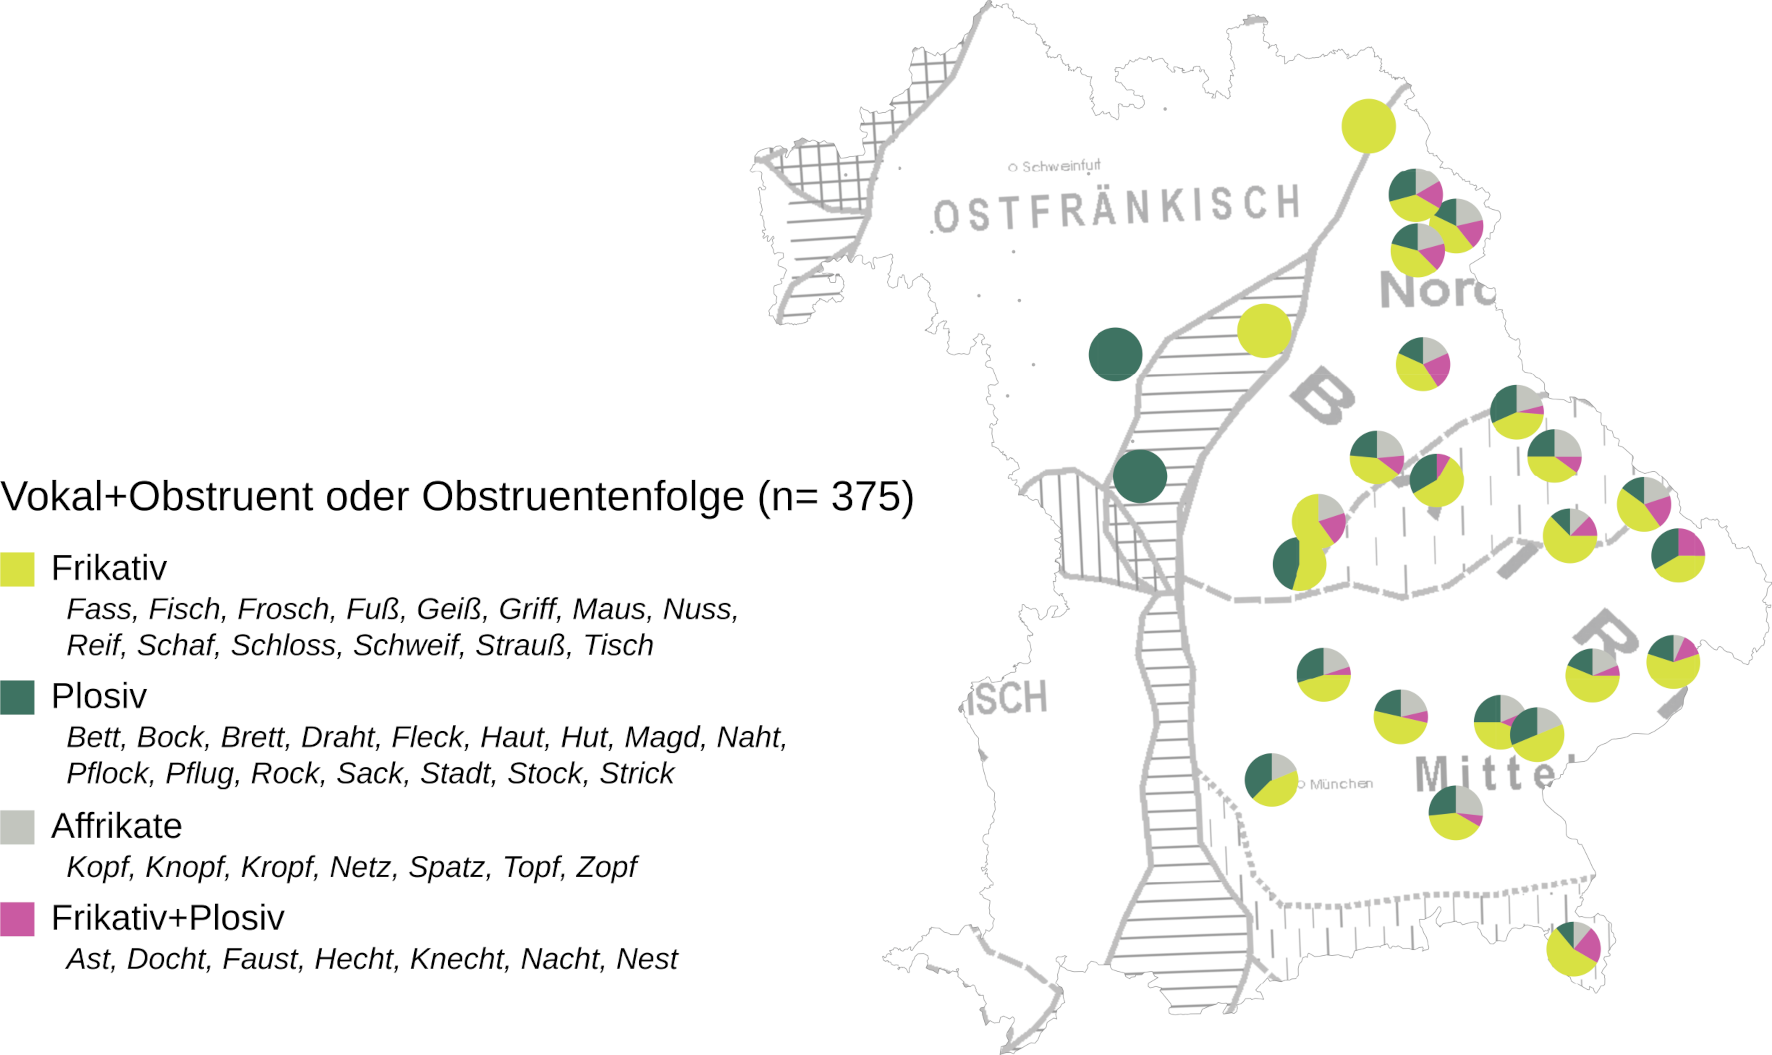 Schweinfurt
OSTFRÄNKISCH
Nord
B
Vokal+Obstruent oder Obstruentenfolge (n= 375)
Frikativ
Fass, Fisch, Frosch, Fuß, Geiß, Griff, Maus, Nuss,
Reif, Schaf, Schloss, Schweif, Strauß, Tisch
Plosiv
Bett, Bock, Brett, Draht, Fleck, Haut, Hut, Magd, Naht,
Pflock, Pflug, Rock, Sack, Stadt, Stock, Strick
Affrikate
Kopf, Knopf, Kropf, Netz, Spatz, Topf, Zopf
Frikativ+Plosiv
Ast, Docht, Faust, Hecht, Knecht, Nacht, Nest
I
R
ISCH
Mitte
München